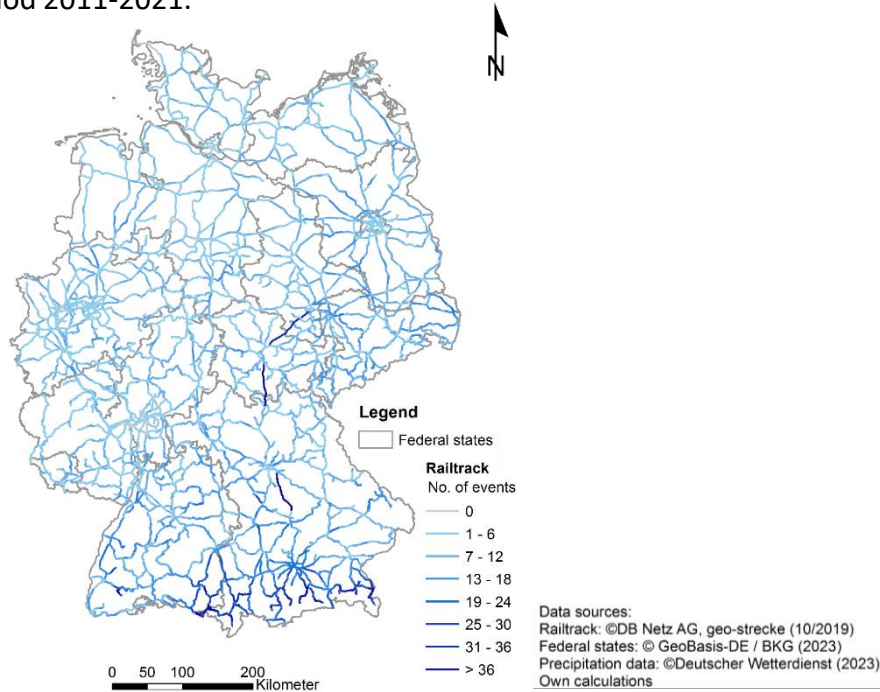 od 2011-2021.
N
Legend
Federal states
Railtrack
No. of events
0
1 - 6
7 - 12
13 - 18
19 - 24
25 - 30
31 - 36
> 36
0 50 100 200
Kilometer
Data sources:
Railtrack: ©DB Netz AG, geo-strecke (10/2019)
Federal states: © GeoBasis-DE / BKG (2023)
Precipitation data: ©Deutscher Wetterdienst (2023)
Own calculations